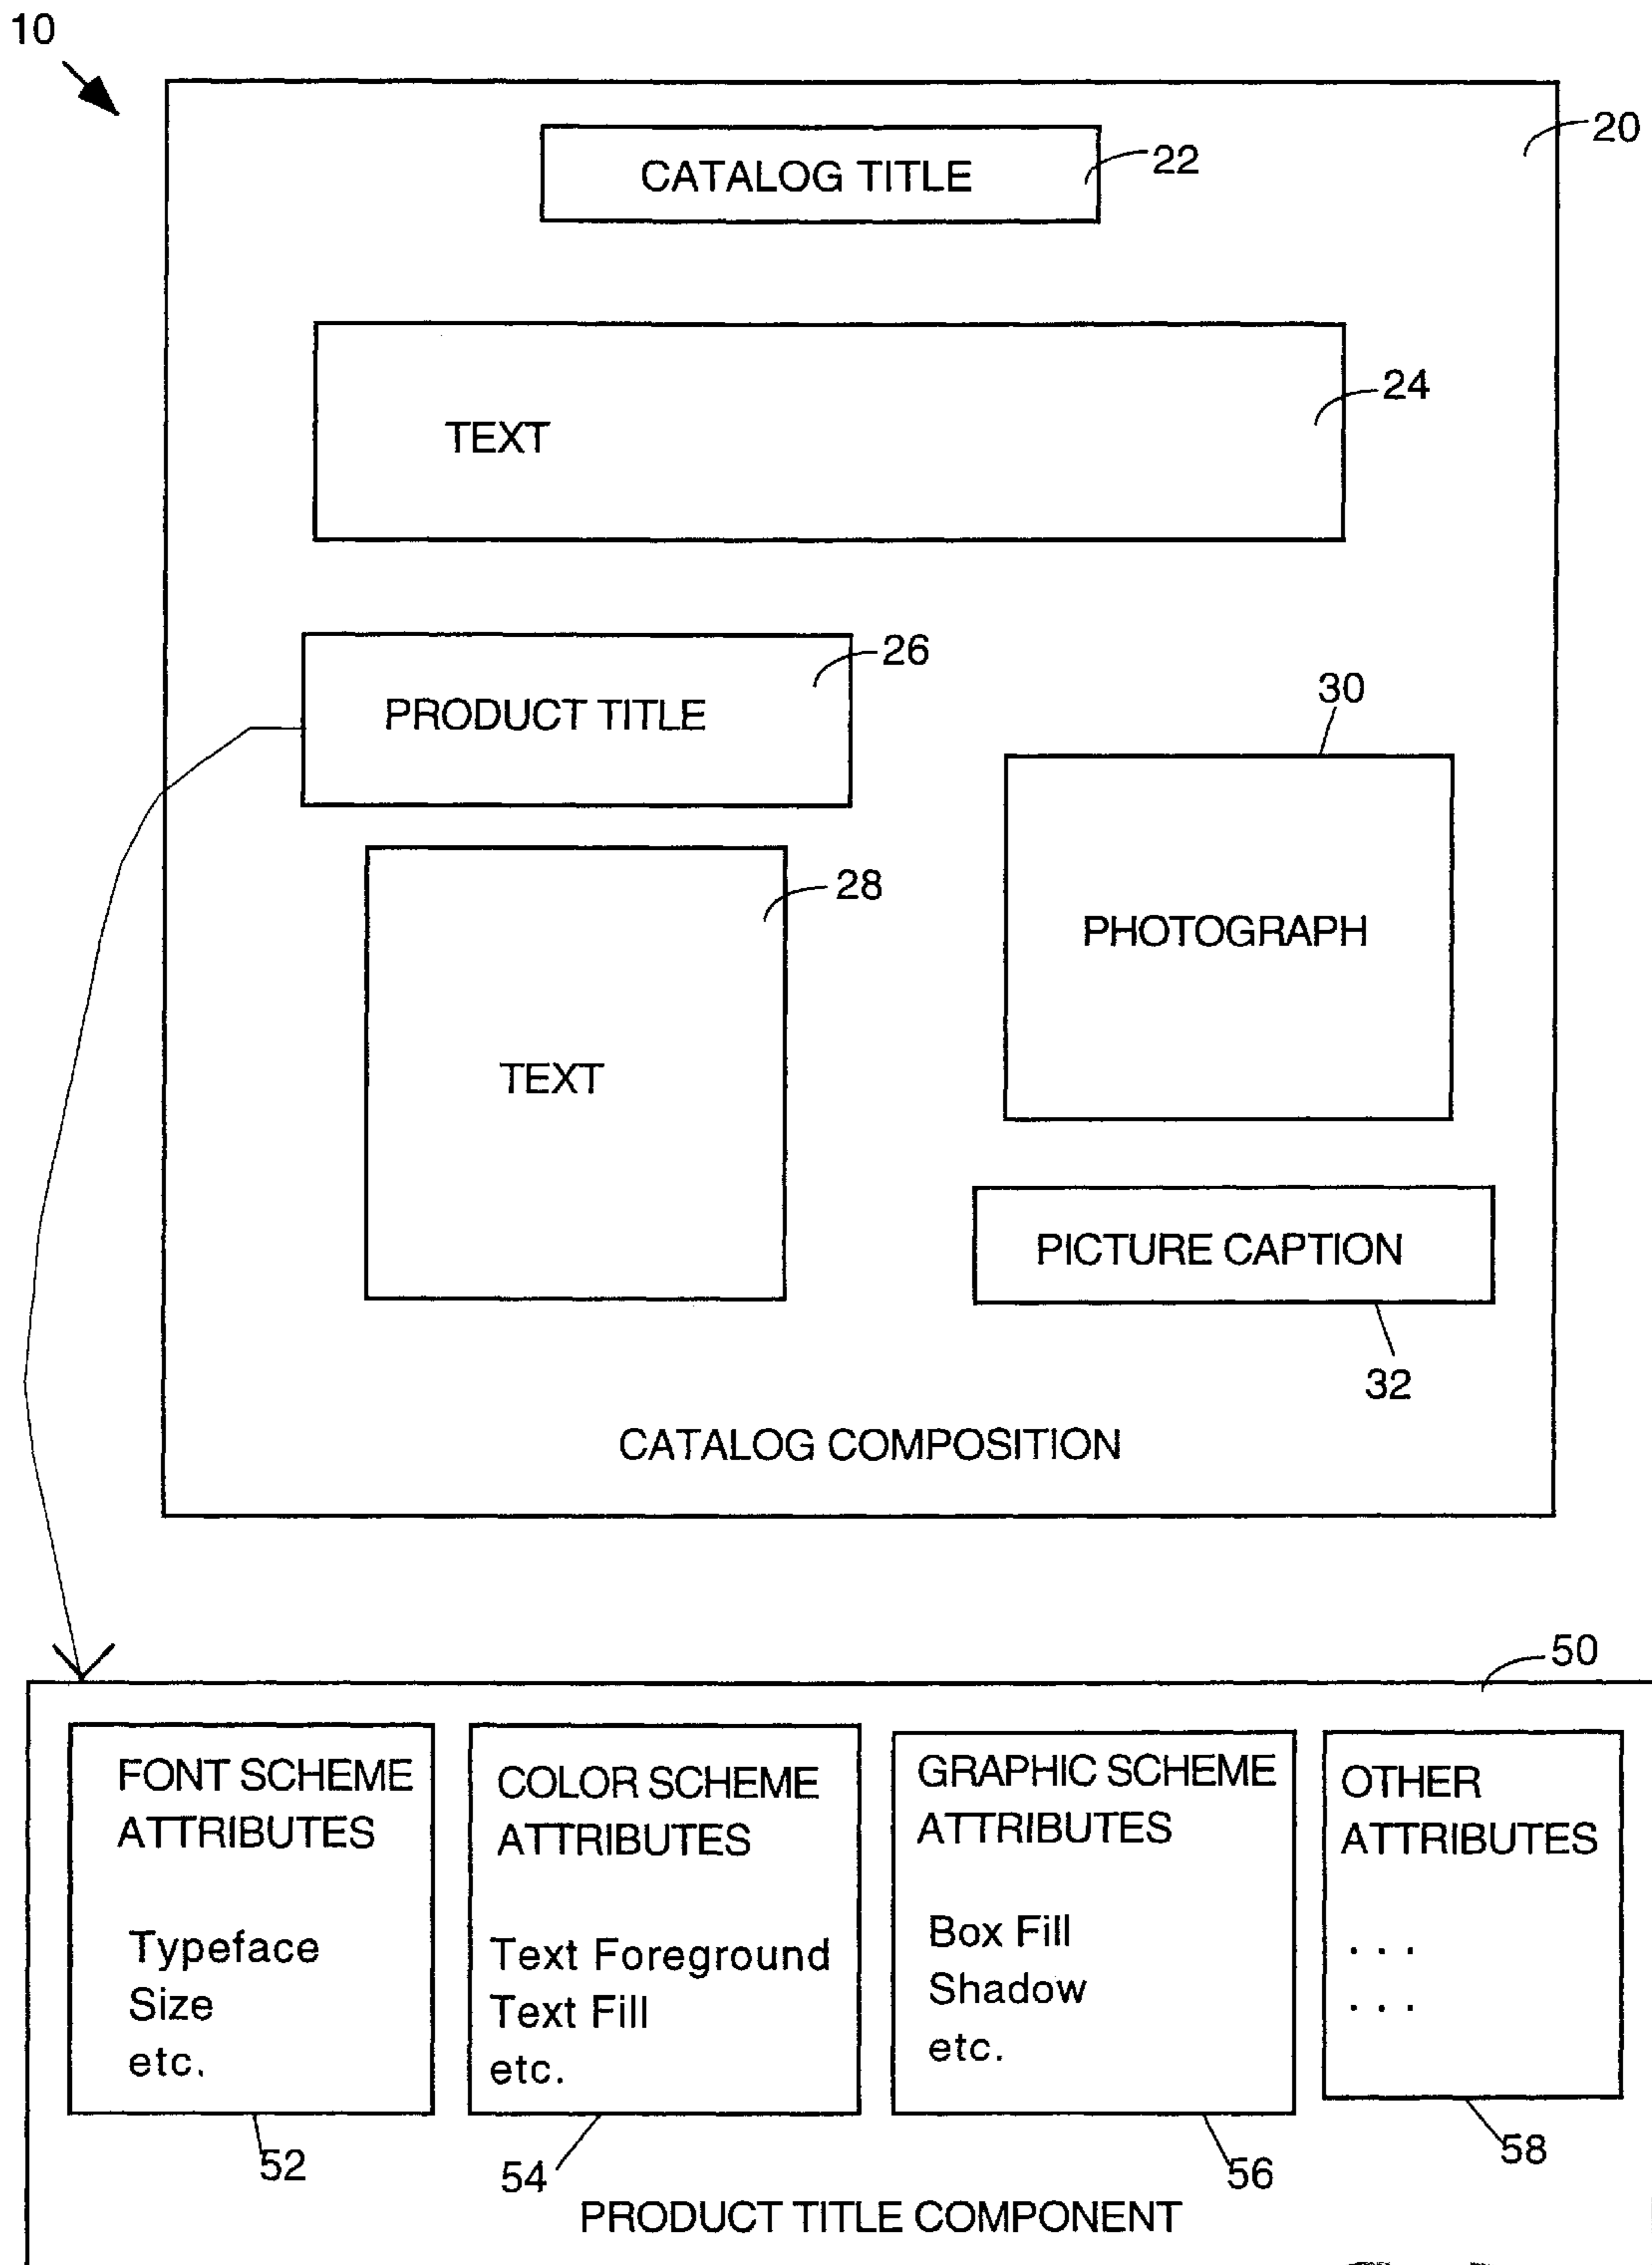 10
20
CATALOG TITLE
22
TEXT
24
PRODUCT TITLE
26
30
PHOTOGRAPH
28
TEXT
PICTURE CAPTION
32
CATALOG COMPOSITION
50
FONT SCHEME
ATTRIBUTES
Typeface
Size
etc.
52
COLOR SCHEME
ATTRIBUTES
Text Foreground
Text Fill
etc.
54
GRAPHIC SCHEME
ATTRIBUTES
Box Fill
Shadow
etc.
56
OTHER
ATTRIBUTES
. . .
. . .
58
PRODUCT TITLE COMPONENT